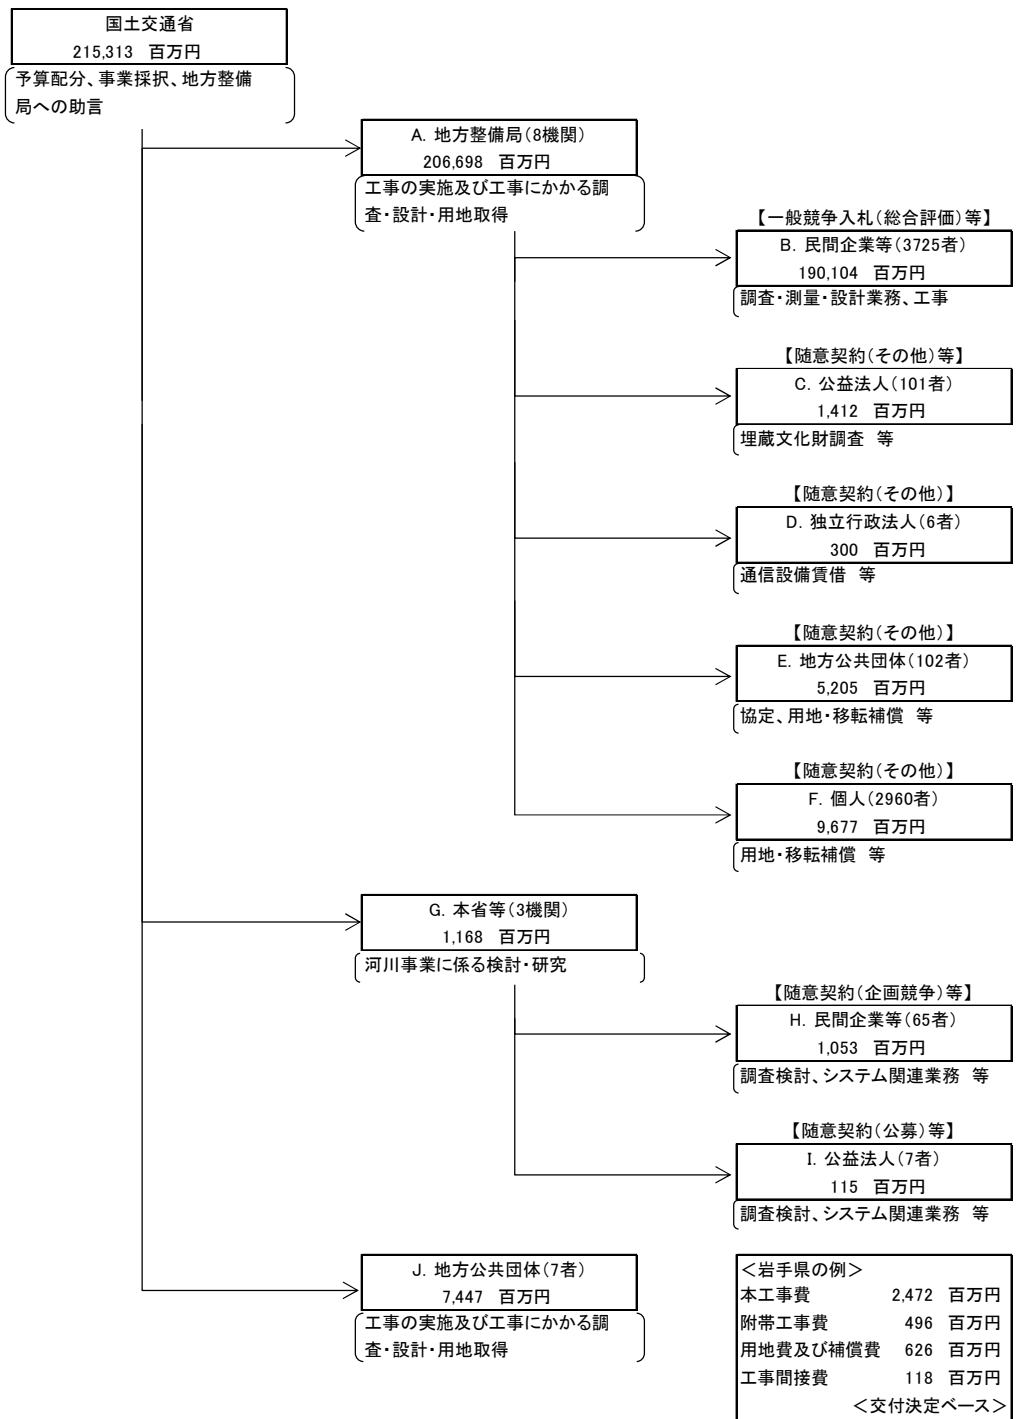 国土交通省
215,313 百万円
予算配分、事業採択、地方整備
局への助言
A. 地方整備局(8機関)
206,698 百万円
工事の実施及び工事にかかる調
査・設計・用地取得
【一般競争入札(総合評価)等】
B. 民間企業等(3725者)
190,104 百万円
調査・測量・設計業務、工事
【随意契約(その他)等】
C. 公益法人(101者)
1,412 百万円
埋蔵文化財調査 等
【随意契約(その他)】
D. 独立行政法人(6者)
300 百万円
通信設備賃借 等
【随意契約(その他)】
E. 地方公共団体(102者)
5,205 百万円
協定、用地・移転補償 等
【随意契約(その他)】
F. 個人(2960者)
9,677 百万円
用地・移転補償 等
G. 本省等(3機関)
1,168 百万円
河川事業に係る検討・研究
【随意契約(企画競争)等】
H. 民間企業等(65者)
1,053 百万円
調査検討、システム関連業務 等
【随意契約(公募)等】
I. 公益法人(7者)
115 百万円
調査検討、システム関連業務 等
J. 地方公共団体(7者)
7,447 百万円
工事の実施及び工事にかかる調
査・設計・用地取得
<岩手県の例>
本工事費 2,472 百万円
附帯工事費 496 百万円
用地費及び補償費 626 百万円
工事間接費 118 百万円
<交付決定ベース>